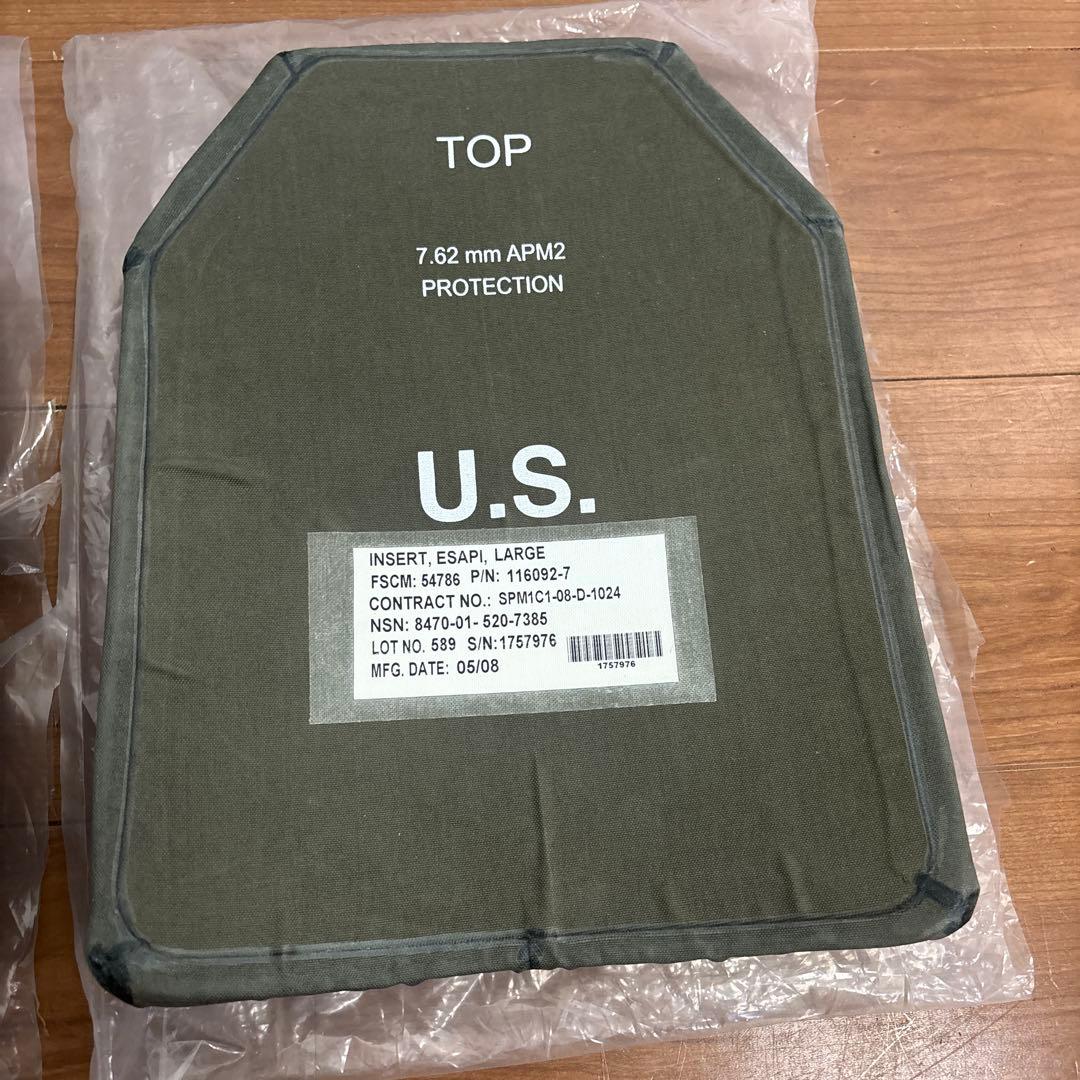 TOP
7.62 mm APM2
PROTECTION
U.S.
INSERT, ESAPI, LARGE
FSCM: 54786 P/N: 116092-7
CONTRACT NO.: SPM1C1-08-D-1024
NSN: 8470-01- 520-7385
LOT NO. 589 S/N:1757976
MFG. DATE: 05/08
1757976